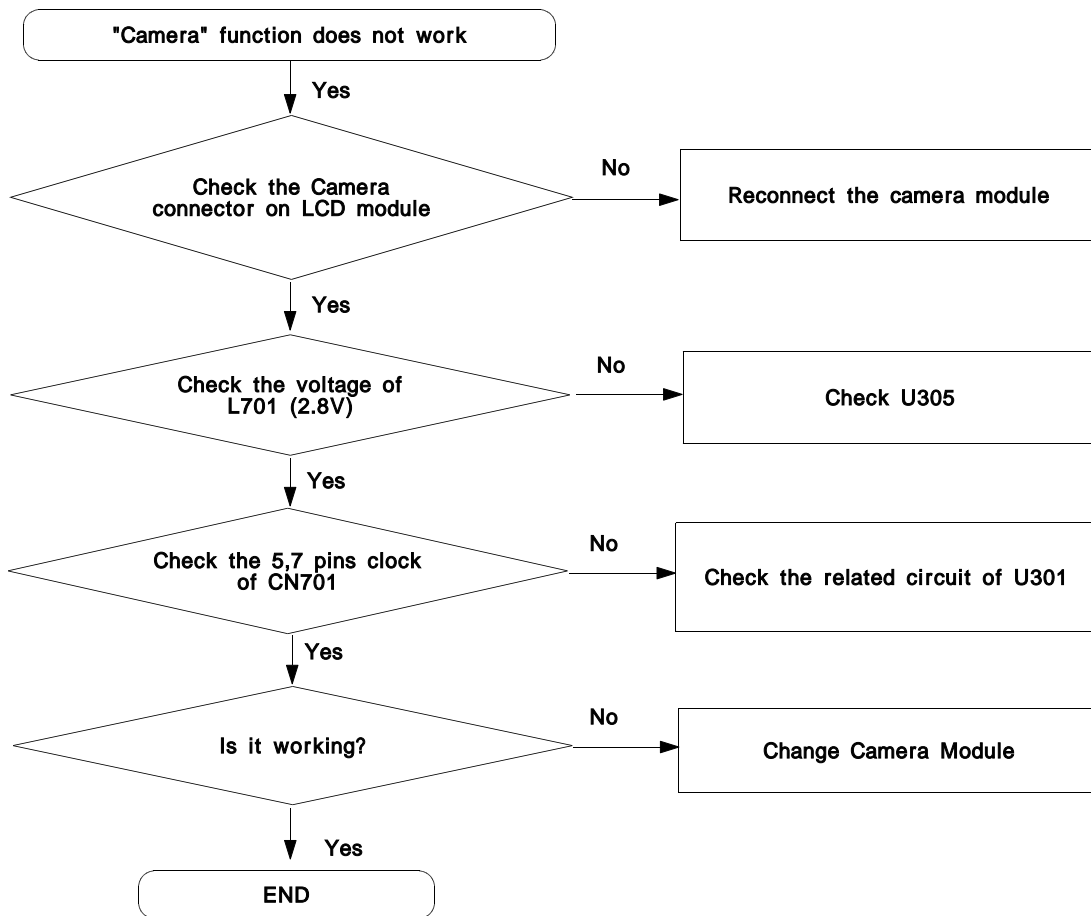 "Camera" function does not work
Yes
Check the Camera
connector on LCD module
No
Reconnect the camera module
Yes
Check the voltage of
L701 (2.8V)
No
Check U305
Yes
Check the 5,7 pins clock
of CN701
No
Check the related circuit of U301
Yes
Is it working?
No
Change Camera Module
Yes
END